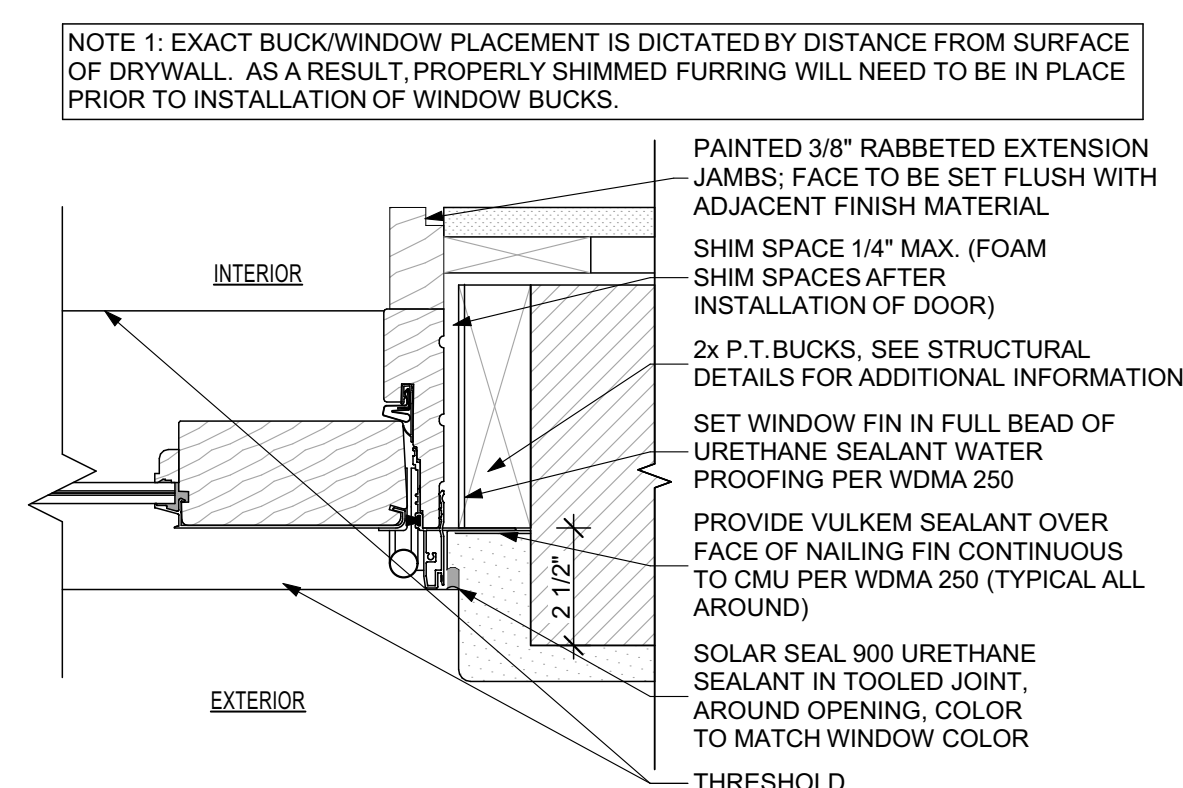 NOTE 1: EXACT BUCK/WINDOW PLACEMENT IS DICTATED BY DISTANCE FROM SURFACE
OF DRYWALL. AS A RESULT, PROPERLY SHIMMED FURRING WILL NEED TO BE IN PLACE
PRIOR TO INSTALLATION OF WINDOW BUCKS.
PAINTED 3/8" RABBETED EXTENSION
JAMBS; FACE TO BE SET FLUSH WITH
ADJACENT FINISH MATERIAL
INTERIOR
SHIM SPACE 1/4" MAX. (FOAM
SHIM SPACES AFTER
INSTALLATION OF DOOR)
2x P.T.BUCKS, SEE STRUCTURAL
DETAILS FOR ADDITIONAL INFORMATION
SET WINDOW FIN IN FULL BEAD OF
URETHANE SEALANT WATER
PROOFING PER WDMA 250
PROVIDE VULKEM SEALANT OVER
FACE OF NAILING FIN CONTINUOUS
TO CMU PER WDMA 250 (TYPICAL ALL
AROUND)
2 1/2"
SOLAR SEAL 900 URETHANE
SEALANT IN TOOLED JOINT,
AROUND OPENING, COLOR
TO MATCH WINDOW COLOR
EXTERIOR
THRESHOLD